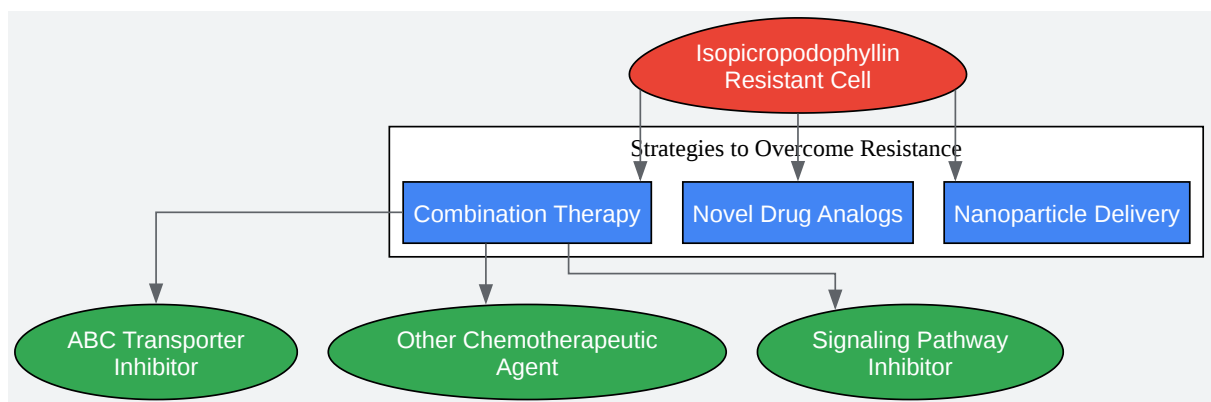 Isopicropodophyllin
Resistant Cell
Strategies to Overcome Resistance
Combination Therapy
Novel Drug Analogs
Nanoparticle Delivery
ABC Transporter
Inhibitor
Other Chemotherapeutic
Agent
Signaling Pathway
Inhibitor